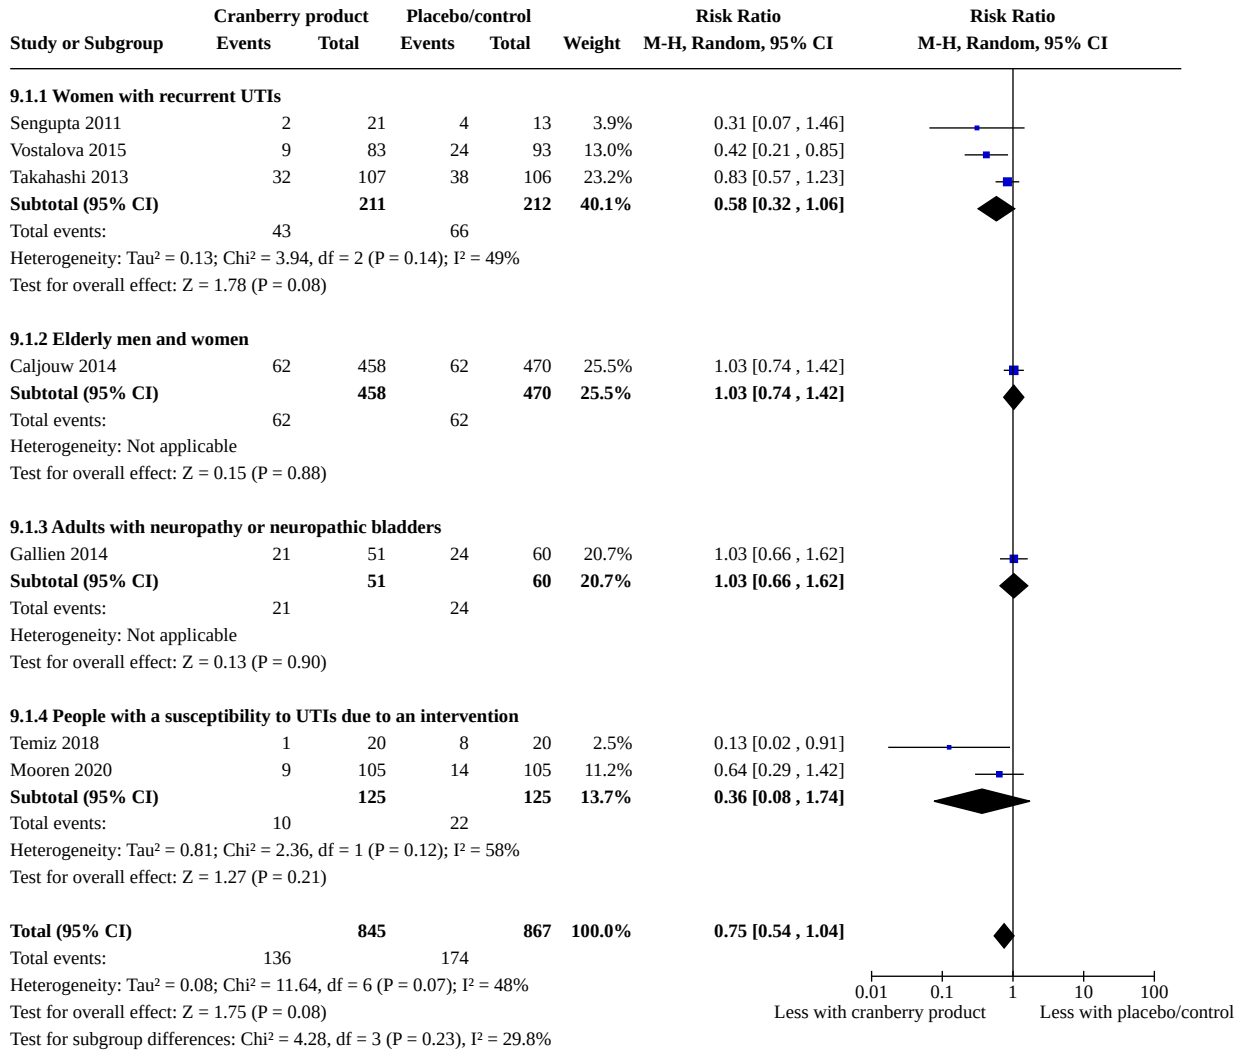 Cranberry product Placebo/control Risk Ratio Risk Ratio
Study or Subgroup Events Total Events Total Weight M-H, Random, 95% CI M-H, Random, 95% CI
9.1.1 Women with recurrent UTIs
Sengupta 2011 2 21 4 13 3.9% 0.31 [0.07 , 1.46]
Vostalova 2015 9 83 24 93 13.0% 0.42 [0.21 , 0.85]
Takahashi 2013 32 107 38 106 23.2% 0.83 [0.57 , 1.23]
Subtotal (95% CI) 211 212 40.1% 0.58 [0.32 , 1.06]
Total events: 43 66
Heterogeneity: Tau² = 0.13; Chi² = 3.94, df = 2 (P = 0.14); I² = 49%
Test for overall effect: Z = 1.78 (P = 0.08)
9.1.2 Elderly men and women
Caljouw 2014 62 458 62 470 25.5% 1.03 [0.74 , 1.42]
Subtotal (95% CI) 458 470 25.5% 1.03 [0.74 , 1.42]
Total events: 62 62
Heterogeneity: Not applicable
Test for overall effect: Z = 0.15 (P = 0.88)
9.1.3 Adults with neuropathy or neuropathic bladders
Gallien 2014 21 51 24 60 20.7% 1.03 [0.66 , 1.62]
Subtotal (95% CI) 51 60 20.7% 1.03 [0.66 , 1.62]
Total events: 21 24
Heterogeneity: Not applicable
Test for overall effect: Z = 0.13 (P = 0.90)
9.1.4 People with a susceptibility to UTIs due to an intervention
Temiz 2018 1 20 8 20 2.5% 0.13 [0.02 , 0.91]
Mooren 2020 9 105 14 105 11.2% 0.64 [0.29 , 1.42]
Subtotal (95% CI) 125 125 13.7% 0.36 [0.08 , 1.74]
Total events: 10 22
Heterogeneity: Tau² = 0.81; Chi² = 2.36, df = 1 (P = 0.12); I² = 58%
Test for overall effect: Z = 1.27 (P = 0.21)
Total (95% CI) 845 867 100.0% 0.75 [0.54 , 1.04]
Total events: 136 174
Heterogeneity: Tau² = 0.08; Chi² = 11.64, df = 6 (P = 0.07); I² = 48%
0.01 0.1 1 10 100
Test for overall effect: Z = 1.75 (P = 0.08)
Less with cranberry product Less with placebo/control
Test for subgroup differences: Chi² = 4.28, df = 3 (P = 0.23), I² = 29.8%